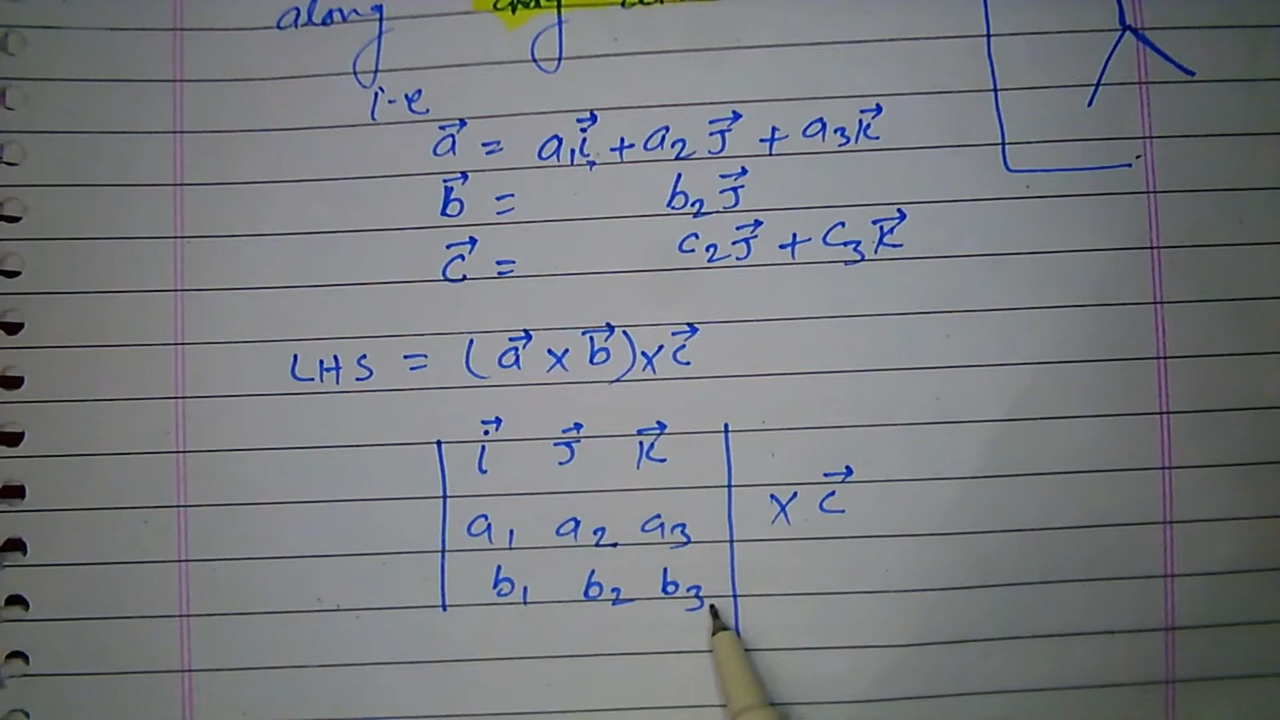 along
i-e
a⃗ = a₁i⃗ + a₂J⃗ + a₃K⃗
b⃗ = b₂J⃗
c⃗ = c₂J⃗ + C₃K⃗
LHS = (a⃗ × b⃗)×c⃗
i⃗ J⃗ K⃗
× c⃗
a₁ a₂ a₃
b₁ b₂ b₃